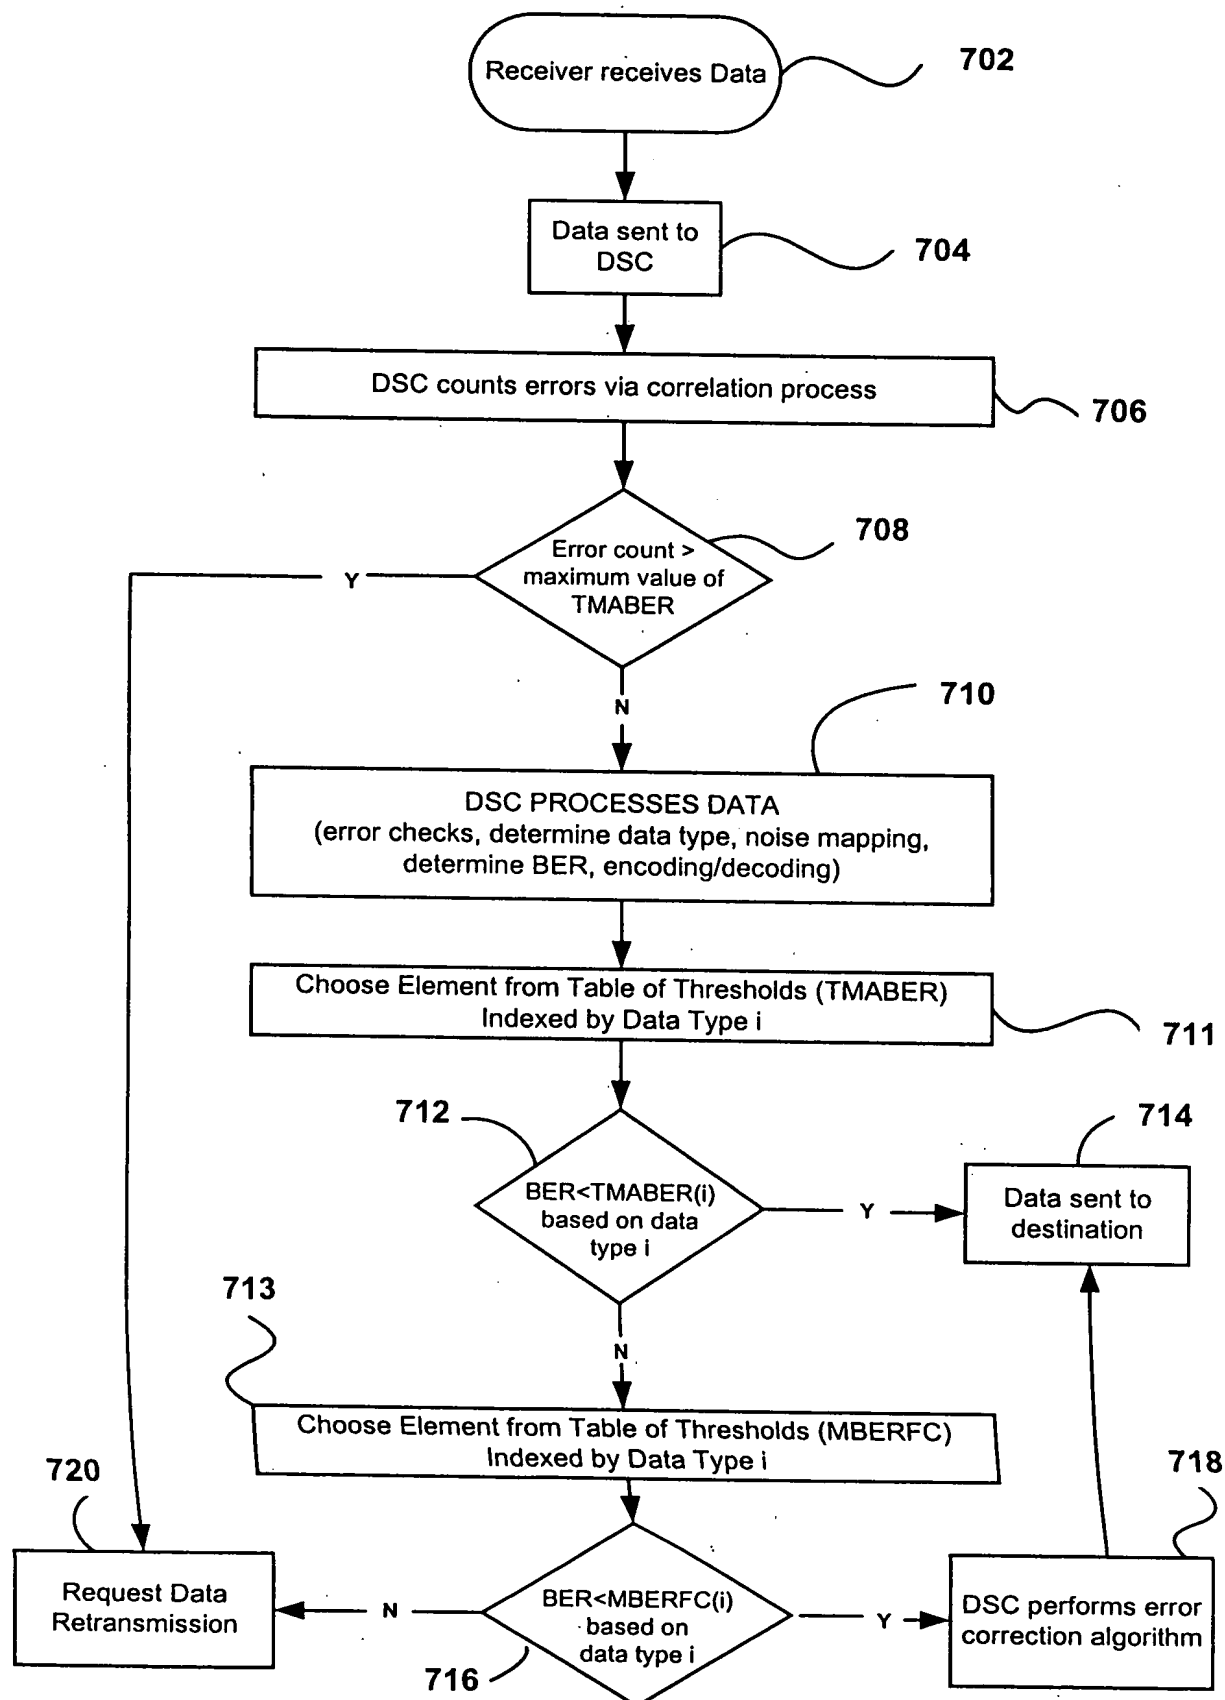 Receiver receives Data
702
Data sent to
DSC
704
DSC counts errors via correlation process
706
Error count >
maximum value of
TMABER
708
Y
N
710
DSC PROCESSES DATA
(error checks, determine data type, noise mapping,
determine BER, encoding/decoding)
Choose Element from Table of Thresholds (TMABER)
Indexed by Data Type i
711
712
BER<TMABER(i)
based on data
type i
Y
714
Data sent to
destination
N
713
Choose Element from Table of Thresholds (MBERFC)
Indexed by Data Type i
720
Request Data
Retransmission
N
BER<MBERFC(i)
based on
data type i
716
Y
718
DSC performs error
correction algorithm